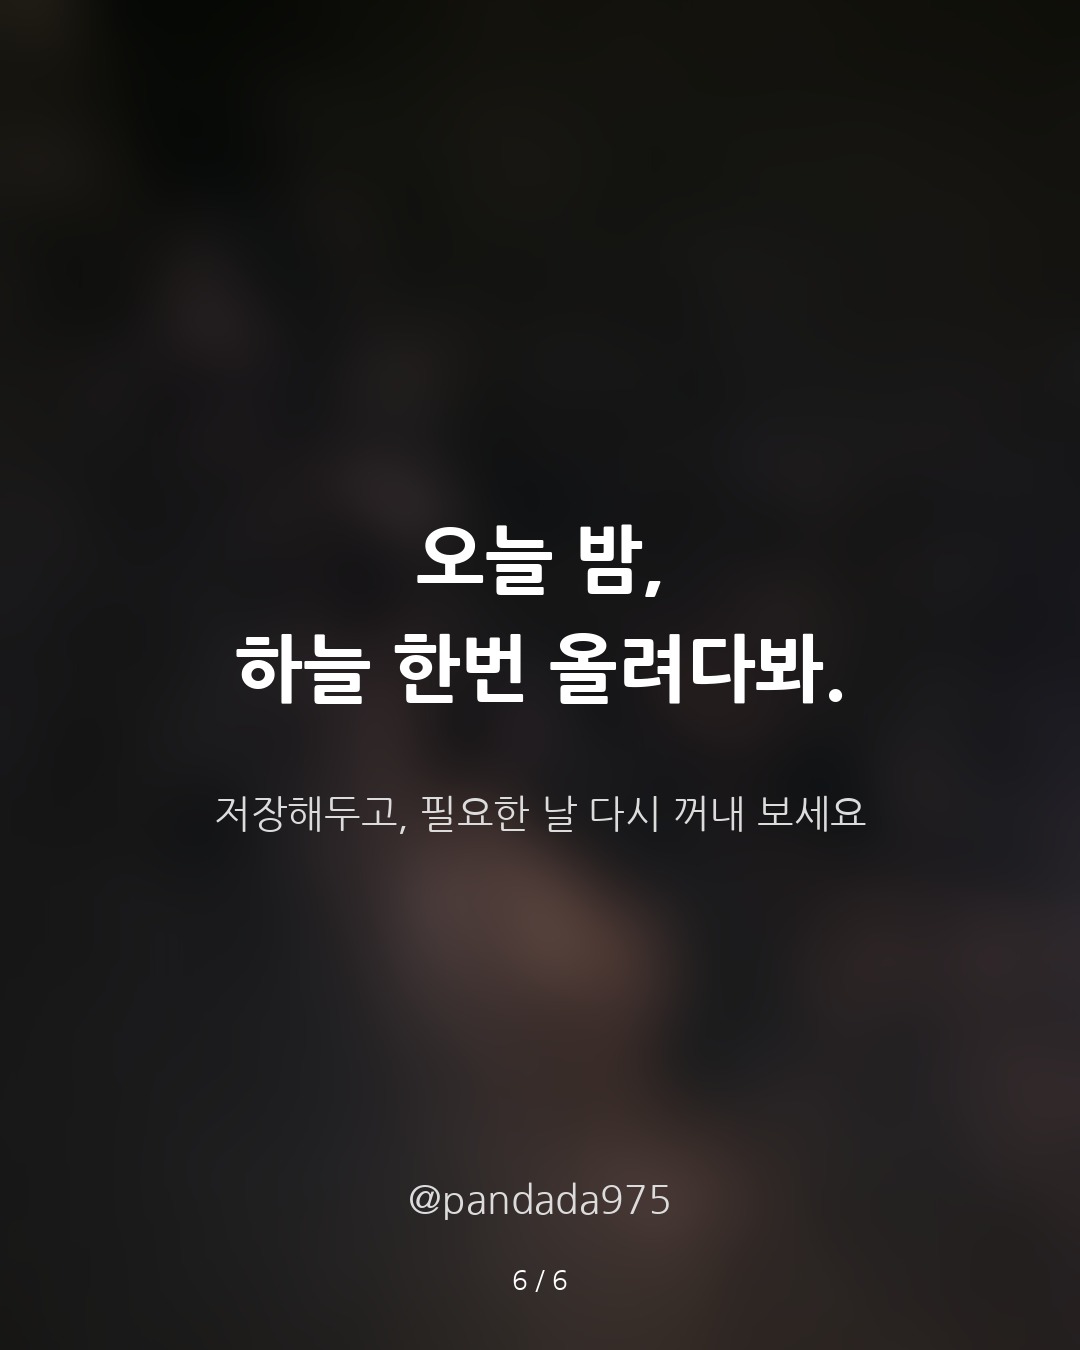 오늘 밤,
하늘 한번 올려다봐.
저장해두고, 필요한 날 다시 꺼내 보세요
@pandada975
6 / 6